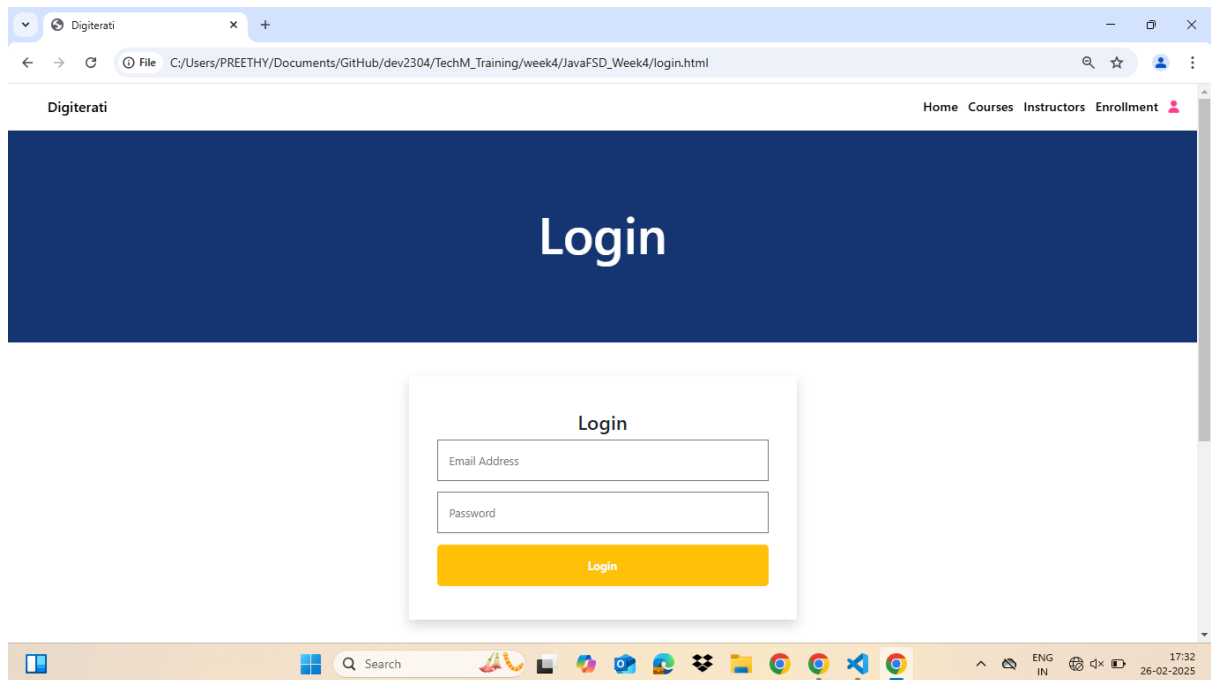 Digiterati
File C:/Users/PREETHY/Documents/GitHub/dev2304/TechM_Training/week4/JavaFSD_Week4/login.html
Digiterati Home Courses Instructors Enrollment
Login
Login
Email Address
Password
Login
Search ENG IN 17:32 26-02-2025